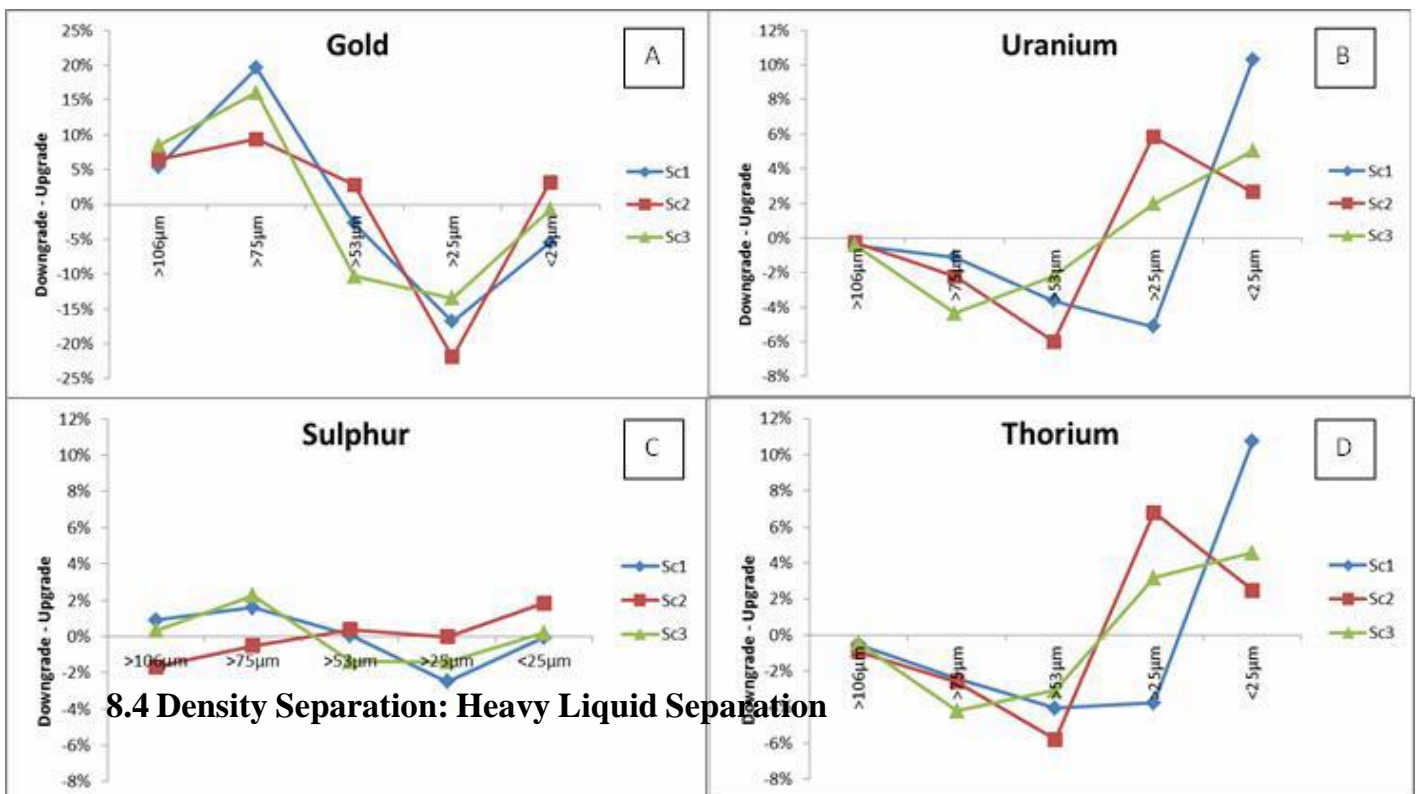 Gold
A
25%
20%
15%
10%
5%
0%
-5%
-10%
-15%
-20%
-25%
Downgrade - Upgrade
>106µm
>75µm
>53µm
>25µm
<25µm
Sc1
Sc2
Sc3
Uranium
B
12%
10%
8%
6%
4%
2%
0%
-2%
-4%
-6%
-8%
Downgrade - Upgrade
>106µm
>75µm
>53µm
>25µm
<25µm
Sc1
Sc2
Sc3
Sulphur
C
12%
10%
8%
6%
4%
2%
0%
-2%
-4%
-6%
-8%
Downgrade - Upgrade
>106µm
>75µm
>53µm
>25µm
<25µm
Sc1
Sc2
Sc3
Thorium
D
12%
10%
8%
6%
4%
2%
0%
-2%
-4%
-6%
-8%
Downgrade - Upgrade
>106µm
>75µm
>53µm
>25µm
<25µm
Sc1
Sc2
Sc3
8.4 Density Separation: Heavy Liquid Separation